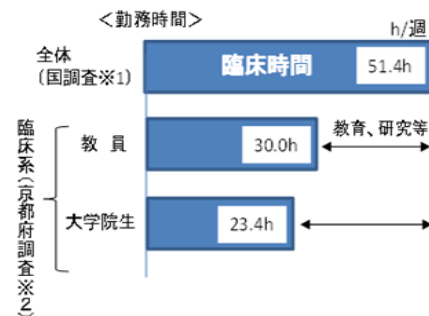 ＜勤務時間＞
h/週
全体
（国調査※1）
臨床時間
51.4h
臨床系（京都府調査※2）
教 員
30.0h
教育、研究等
大学院生
23.4h